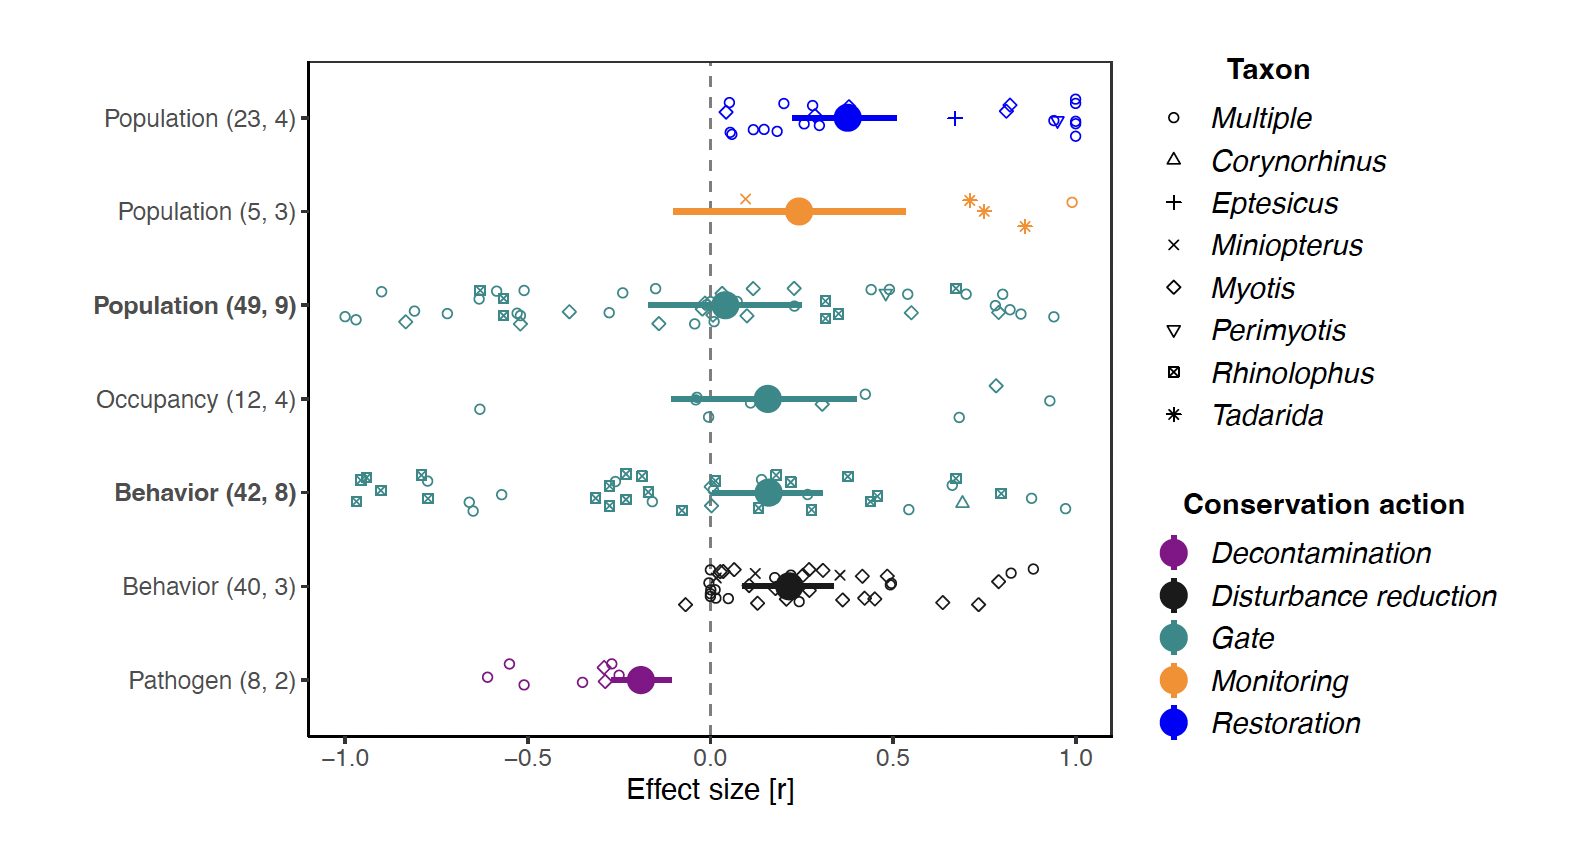 Population (23, 4)
Population (5, 3)
Population (49, 9)
Occupancy (12, 4)
Behavior (42, 8)
Behavior (40, 3)
Pathogen (8, 2)
−1.0
−0.5
0.0
0.5
1.0
Effect size [r]
Taxon
Multiple
Corynorhinus
Eptesicus
Miniopterus
Myotis
Perimyotis
Rhinolophus
Tadarida
Conservation action
Decontamination
Disturbance reduction
Gate
Monitoring
Restoration